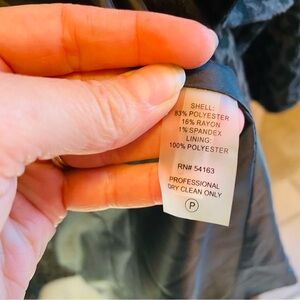 SHELL:
83% POLYESTER
16% RAYON
1% SPANDEX
LINING:
100% POLYESTER
RN# 54163
PROFESSIONAL
DRY CLEAN ONLY
P